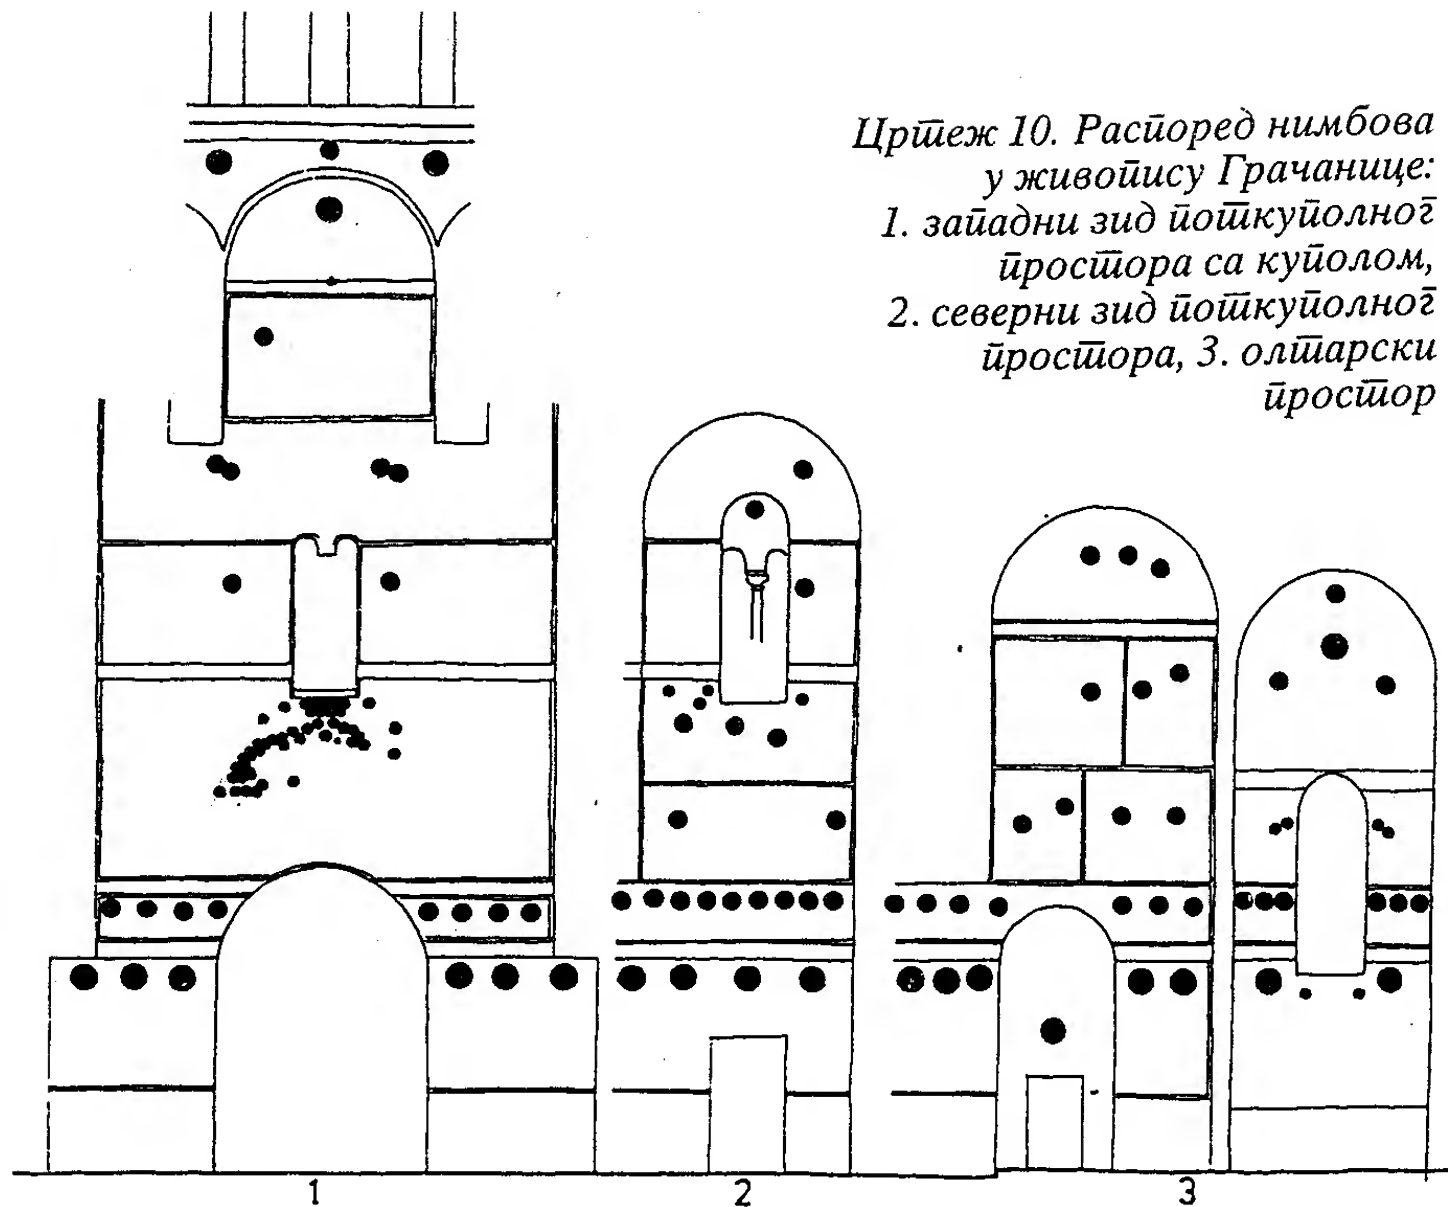 Цртеж 10. Распоред нимбова
у живопису Грачанице:
1. западни зид поткуполног
простора са куполом,
2. северни зид поткуполног
простора, 3. олтарски
простор
1
2
3